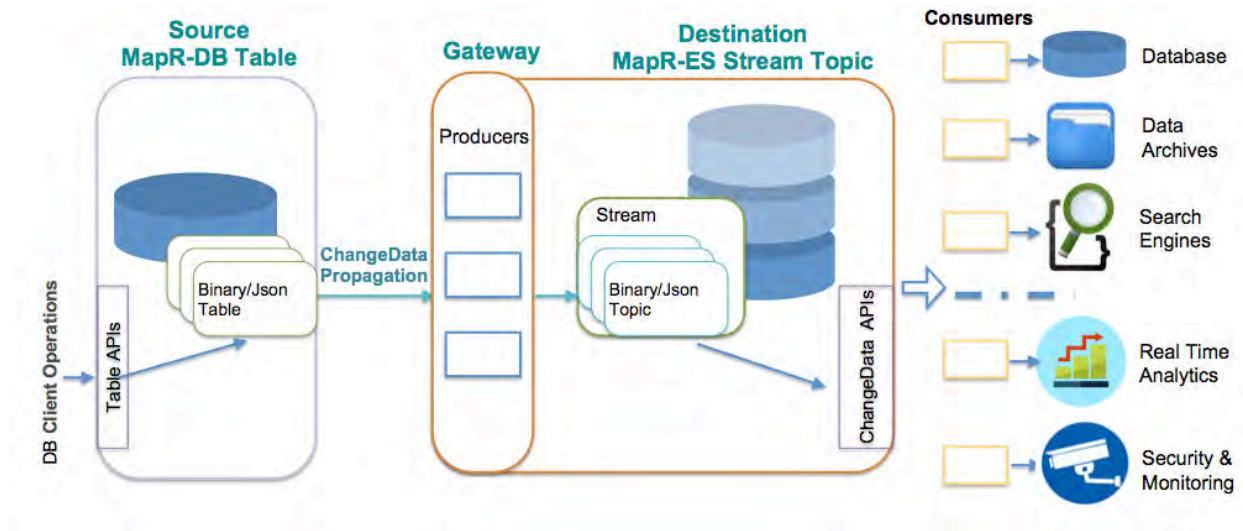 Source
MapR-DB Table
DB Client Operations
Table APIs
Binary/Json
Table
ChangeData
Propagation
Gateway
Producers
Destination
MapR-ES Stream Topic
Stream
Binary/Json
Topic
ChangeData APIs
Consumers
Database
Data
Archives
Search
Engines
Real Time
Analytics
Security &
Monitoring